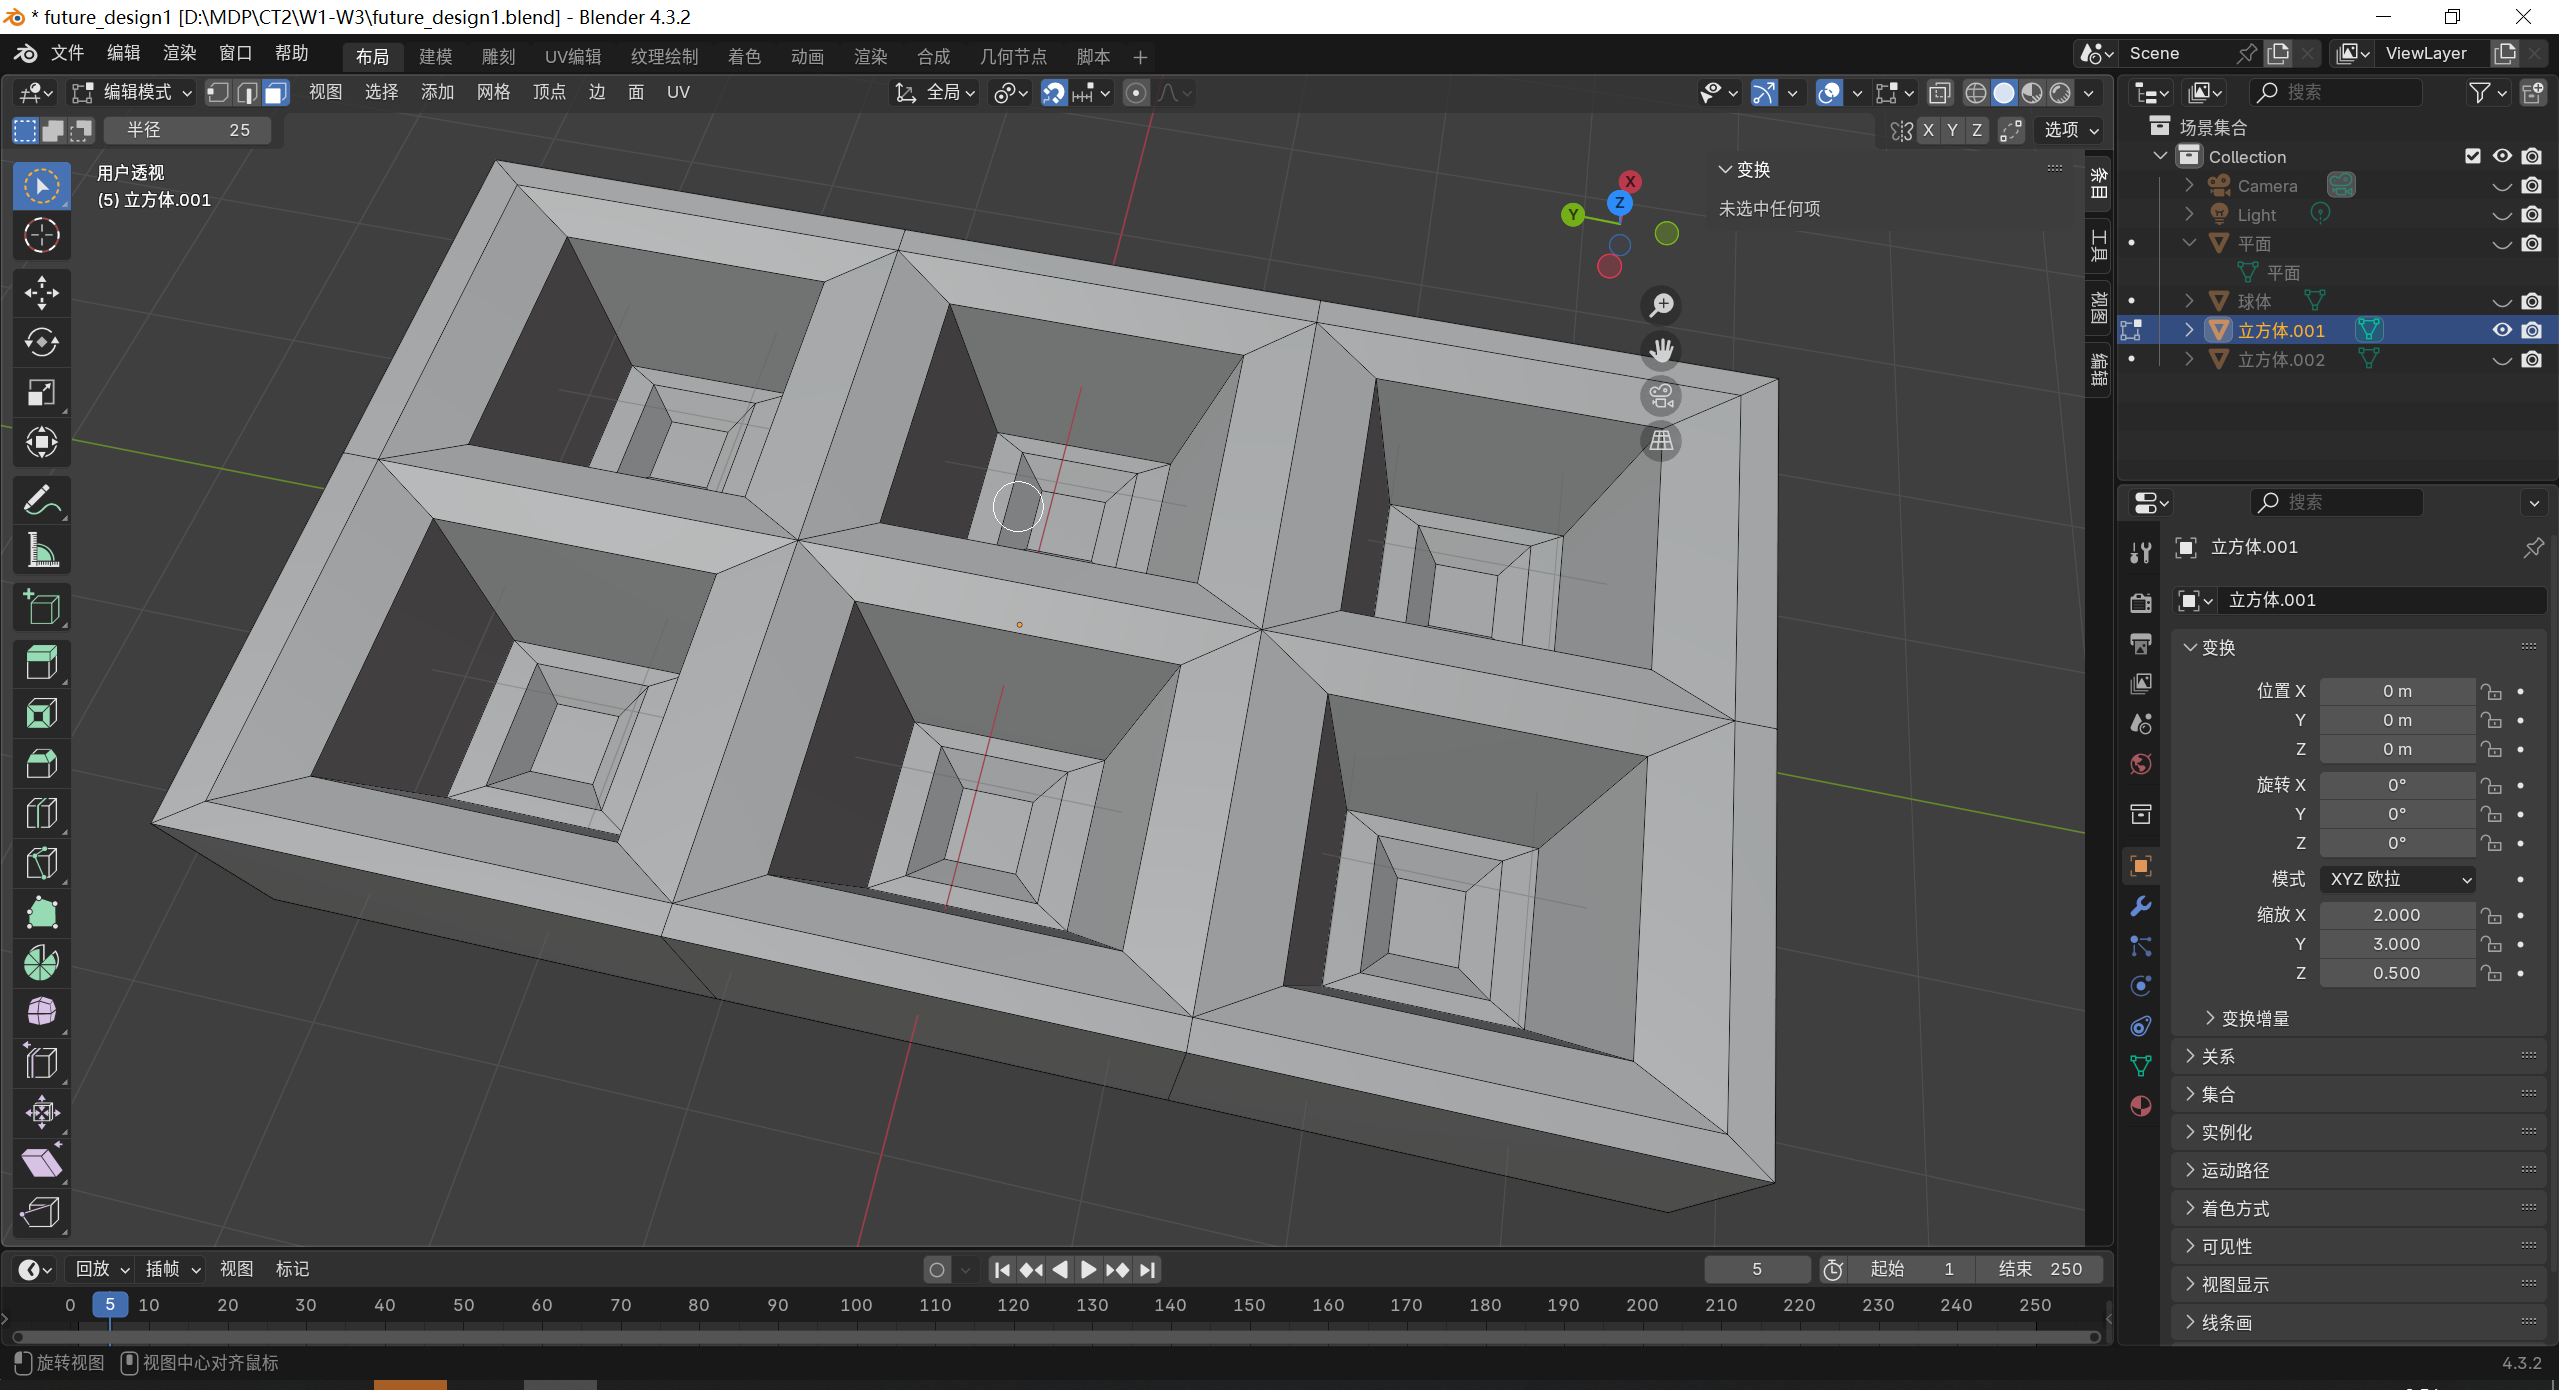 * future_design1 [D:\MDP\CT2\W1-W3\future_design1.blend] - Blender 4.3.2
文件 编辑 渲染 窗口 帮助 布局 建模 雕刻 UV编辑 纹理绘制 着色 动画 渲染 合成 几何节点 脚本 + Scene ViewLayer
编辑模式 视图 选择 添加 网格 顶点 边 面 UV 全局 搜索
半径 25 X Y Z 选项
用户透视
(5) 立方体.001
X
Y
Z
变换
未选中任何项
条目
工具
视图
编辑
场景集合
Collection
Camera
Light
平面
平面
球体
立方体.001
立方体.002
搜索
立方体.001
立方体.001
变换
位置 X 0 m
Y 0 m
Z 0 m
旋转 X 0°
Y 0°
Z 0°
模式 XYZ 欧拉
缩放 X 2.000
Y 3.000
Z 0.500
变换增量
关系
集合
实例化
运动路径
着色方式
可见性
视图显示
线条画
回放 插帧 视图 标记 5 起始 1 结束 250
0 5 10 20 30 40 50 60 70 80 90 100 110 120 130 140 150 160 170 180 190 200 210 220 230 240 250
旋转视图 视图中心对齐鼠标 4.3.2